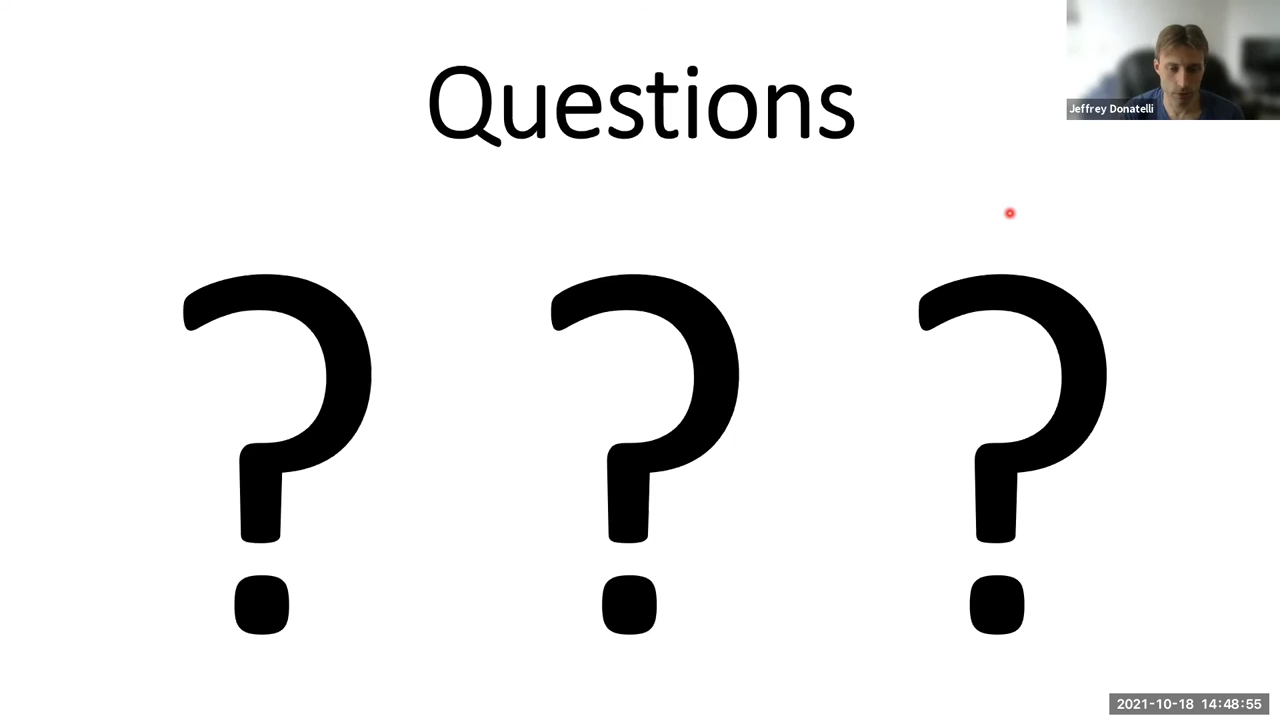 Questions
Jeffrey Donatelli
? ? ?
2021-10-18 14:48:55